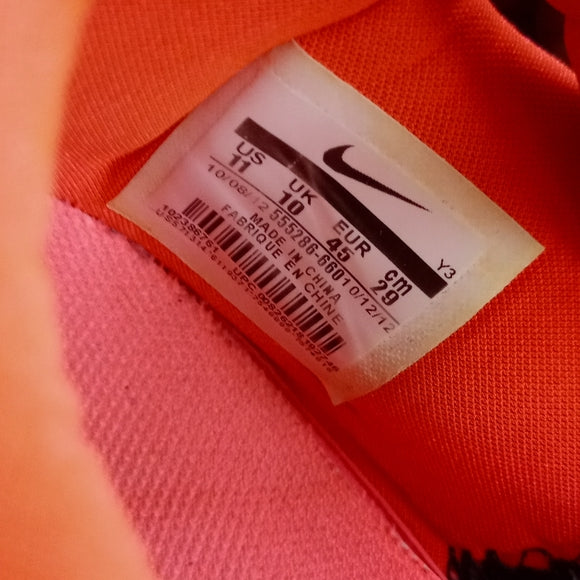 US UK EUR cm
11 10 45 29
10/08/12 555286-660 10/12/12
MADE IN CHINA
FABRIQUE EN CHINE
Y3